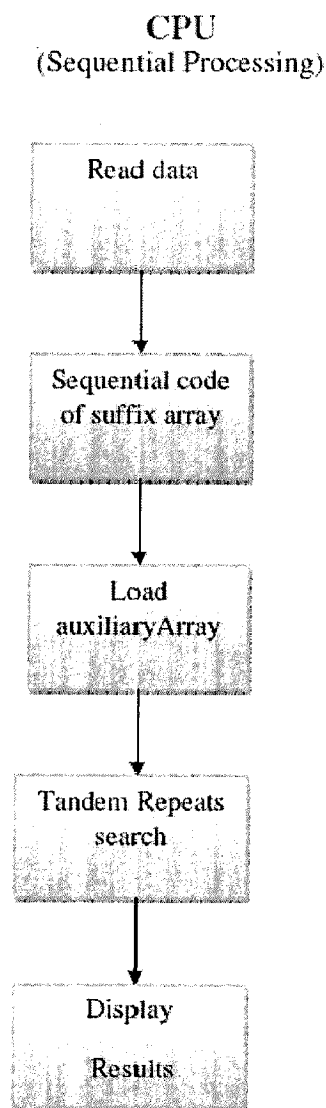 CPU
(Sequential Processing)
Read data
Sequential code
of suffix array
Load
auxiliaryArray
Tandem Repeats
search
Display
Results